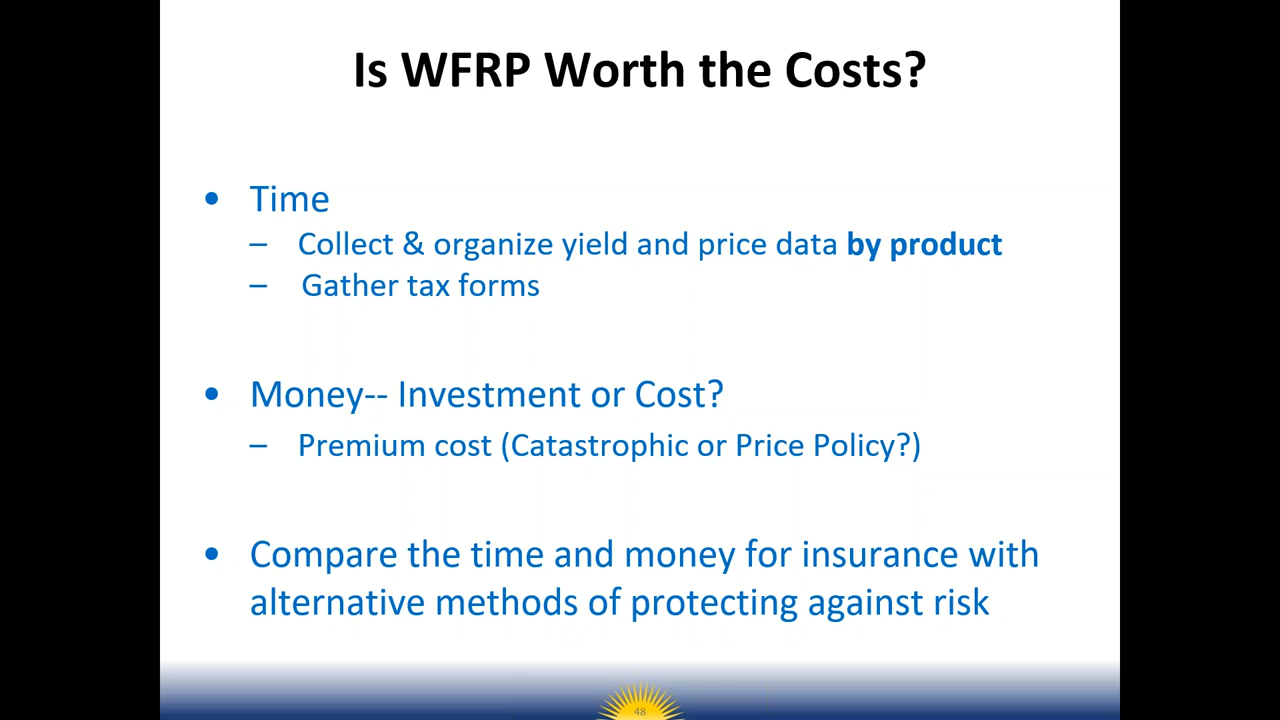 Is WFRP Worth the Costs?
• Time
– Collect & organize yield and price data by product
– Gather tax forms
• Money-- Investment or Cost?
– Premium cost (Catastrophic or Price Policy?)
• Compare the time and money for insurance with
alternative methods of protecting against risk
48